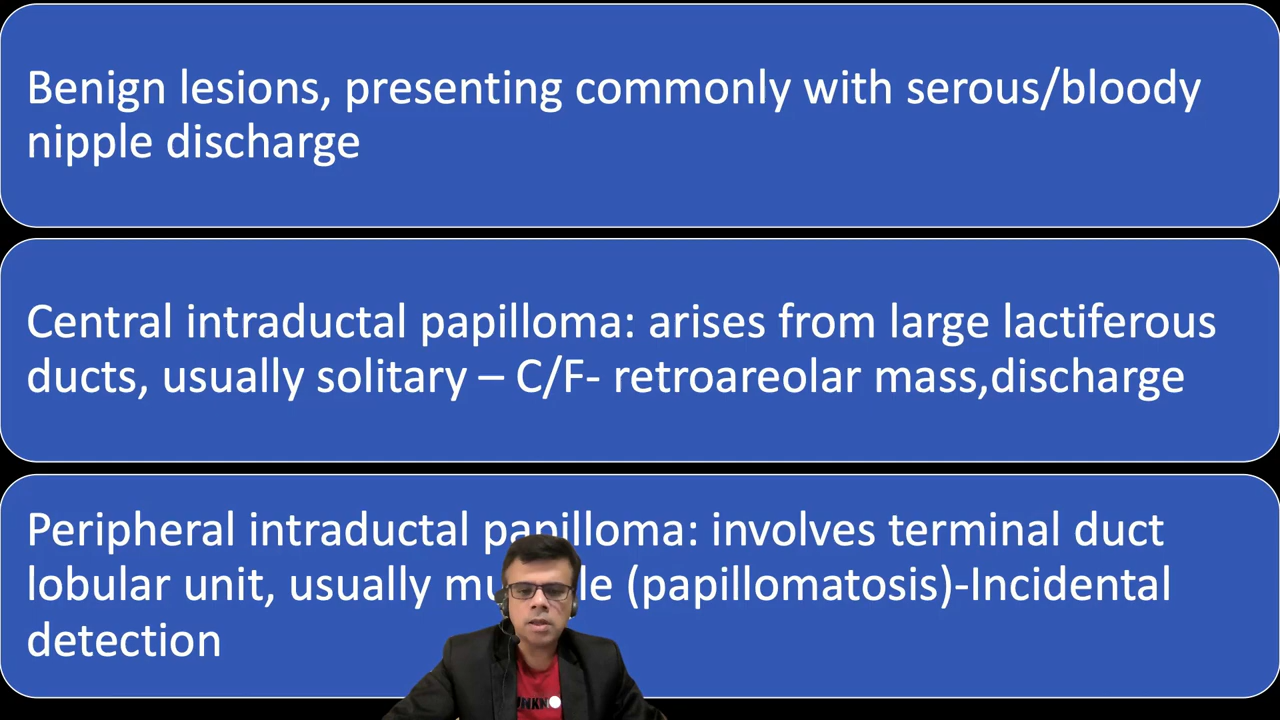 Benign lesions, presenting commonly with serous/bloody
nipple discharge
Central intraductal papilloma: arises from large lactiferous
ducts, usually solitary – C/F- retroareolar mass,discharge
Peripheral intraductal papilloma: involves terminal duct
lobular unit, usually (papillomatosis)-Incidental
detection